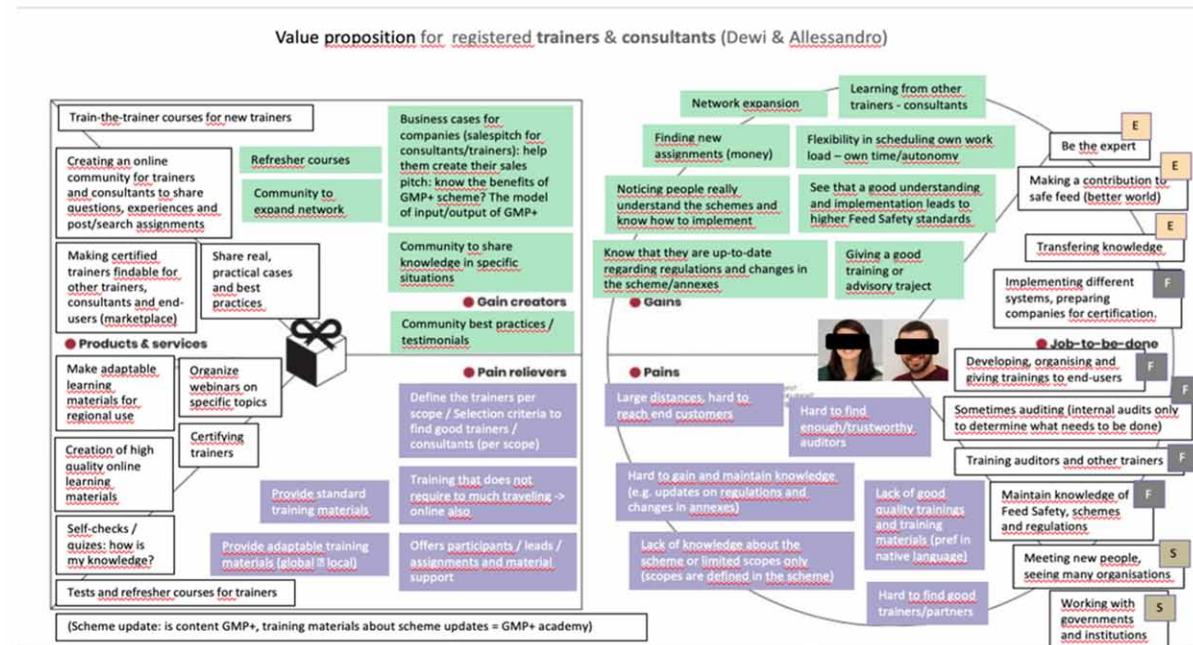 Value proposition for registered trainers & consultants (Dewi & Allessandro)
Train-the-trainer courses for new trainers
Creating an online
community for trainers
and consultants to share
questions, experiences and
post/search assignments
Refresher courses
Community to
expand network
Business cases for
companies (salespitch for
consultants/trainers): help
them create their sales
pitch: know the benefits of
GMP+ scheme? The model
of input/output of GMP+
Making certified
trainers findable for
other trainers,
consultants and end-
users (marketplace)
Share real,
practical cases
and best
practices
Community to share
knowledge in specific
situations
Gain creators
Community best practices /
testimonials
Products & services
Make adaptable
learning
materials for
regional use
Organize
webinars on
specific topics
Pain relievers
Define the trainers per
scope / Selection criteria to
find good trainers /
consultants (per scope)
Creation of high
quality online
learning
materials
Certifying
trainers
Provide standard
training materials
Training that does not
require to much traveling ->
online also
Self-checks /
quizes: how is
my knowledge?
Provide adaptable training
materials (global local)
Offers participants / leads /
assignments and material
support
Tests and refresher courses for trainers
(Scheme update: is content GMP+, training materials about scheme updates = GMP+ academy)
Network expansion
Learning from other
trainers - consultants
Finding new
assignments (money)
Flexibility in scheduling own work
load – own time/autonomy
Noticing people really
understand the schemes and
know how to implement
See that a good understanding
and implementation leads to
higher Feed Safety standards
Know that they are up-to-date
regarding regulations and changes in
the scheme/annexes
Giving a good
training or
advisory traject
Gains
Pains
Large distances, hard to
reach end customers
Hard to find
enough/trustworthy
auditors
Hard to gain and maintain knowledge
(e.g. updates on regulations and
changes in annexes)
Lack of good
quality trainings
and training
materials (pref in
native language)
Lack of knowledge about the
scheme or limited scopes only
(scopes are defined in the scheme)
Hard to find good
trainers/partners
E
Be the expert
E
Making a contribution to
safe feed (better world)
E
Transfering knowledge
F
Implementing different
systems, preparing
companies for certification.
Job-to-be-done
Developing, organising and
giving trainings to end-users
F
Sometimes auditing (internal audits only
to determine what needs to be done)
F
Training auditors and other trainers
F
Maintain knowledge of
Feed Safety, schemes
and regulations
F
Meeting new people,
seeing many organisations
S
Working with
governments
and institutions
S